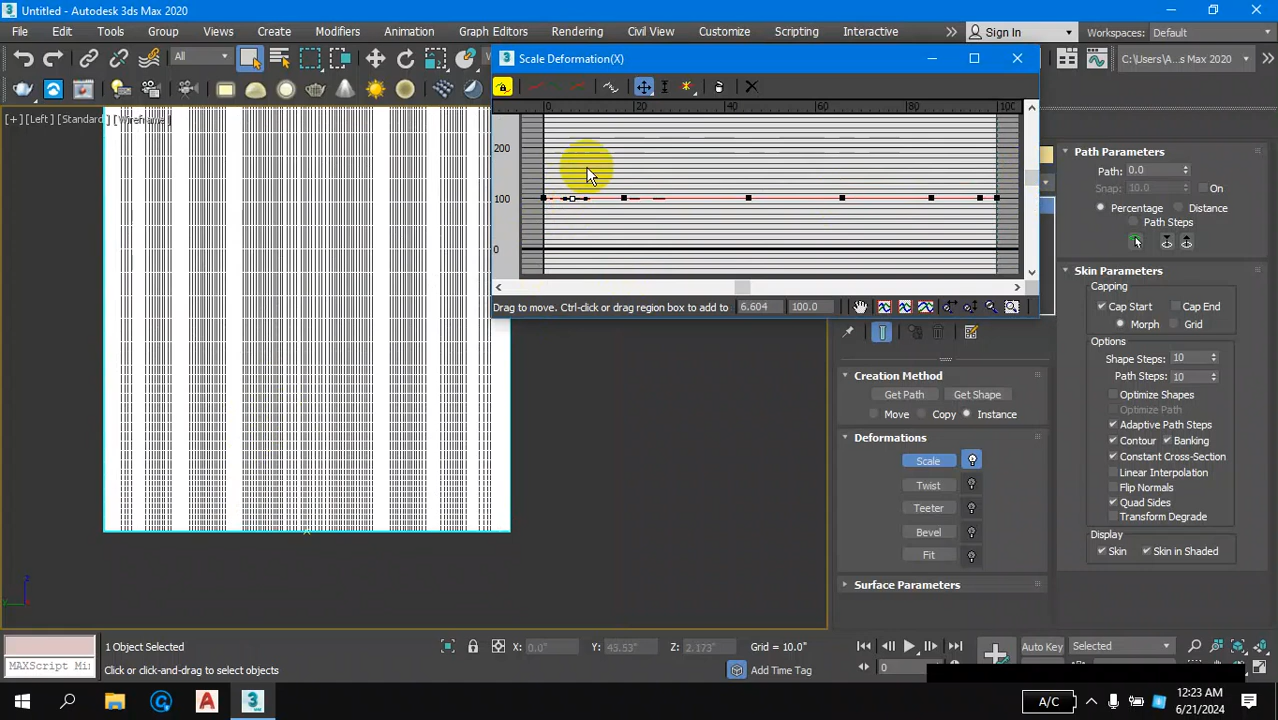 Untitled - Autodesk 3ds Max 2020
File Edit Tools Group Views Create Modifiers Animation Graph Editors Rendering Civil View Customize Scripting Interactive Sign In Workspaces: Default
All C:\Users\A...s Max 2020
Scale Deformation(X)
0 20 40 60 80 100
200
100
0
Drag to move. Ctrl-click or drag region box to add to 6.604 100.0
[+] [Left] [Standard] [Wireframe]
Path Parameters
Path: 0.0
Snap: 10.0 On
Percentage Distance
Path Steps
Skin Parameters
Capping
Cap Start Cap End
Morph Grid
Options
Shape Steps: 10
Path Steps: 10
Optimize Shapes
Optimize Path
Adaptive Path Steps
Contour Banking
Constant Cross-Section
Linear Interpolation
Flip Normals
Quad Sides
Transform Degrade
Display
Skin Skin in Shaded
Creation Method
Get Path Get Shape
Move Copy Instance
Deformations
Scale
Twist
Teeter
Bevel
Fit
Surface Parameters
z
y
1 Object Selected X: 0.0" Y: 45.53" Z: 2.173" Grid = 10.0" Auto Key Selected
MAXScript Mi Click or click-and-drag to select objects Add Time Tag 0
A/C 12:23 AM
6/21/2024